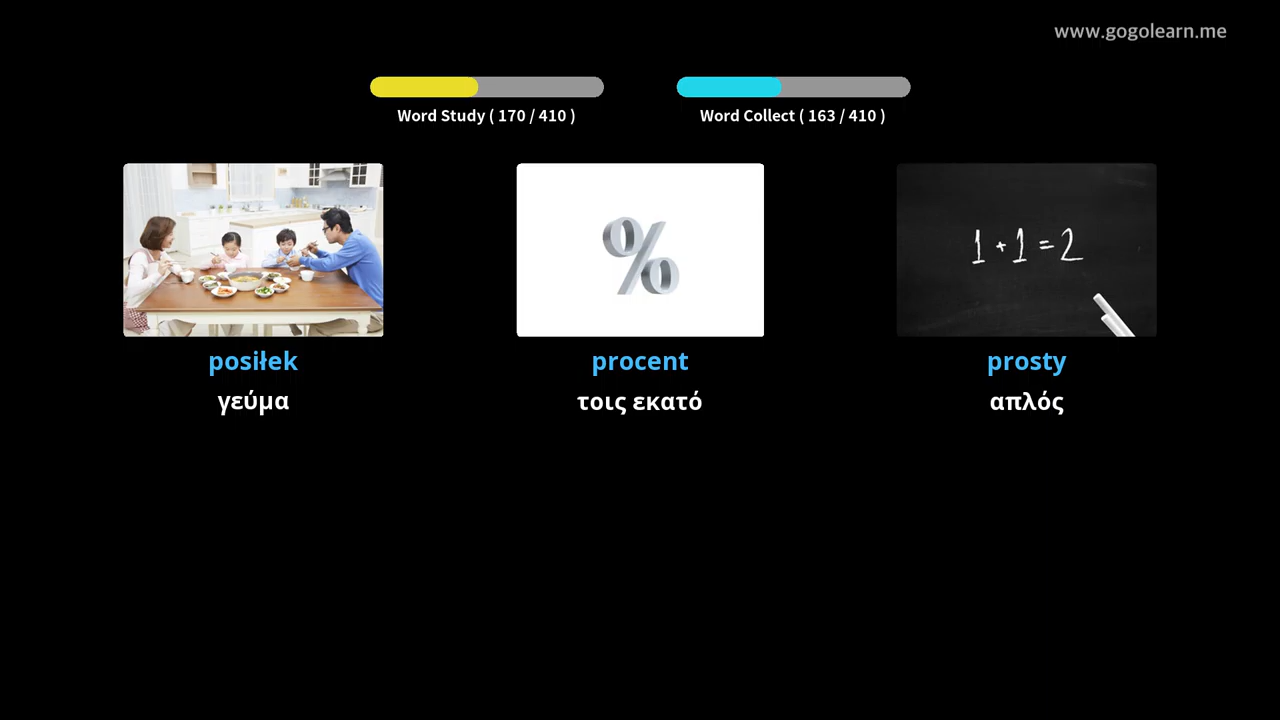 www.gogolearn.me
Word Study ( 170 / 410 )
Word Collect ( 163 / 410 )
%
1 + 1 = 2
posiłek
procent
prosty
γεύμα
τοις εκατό
απλός